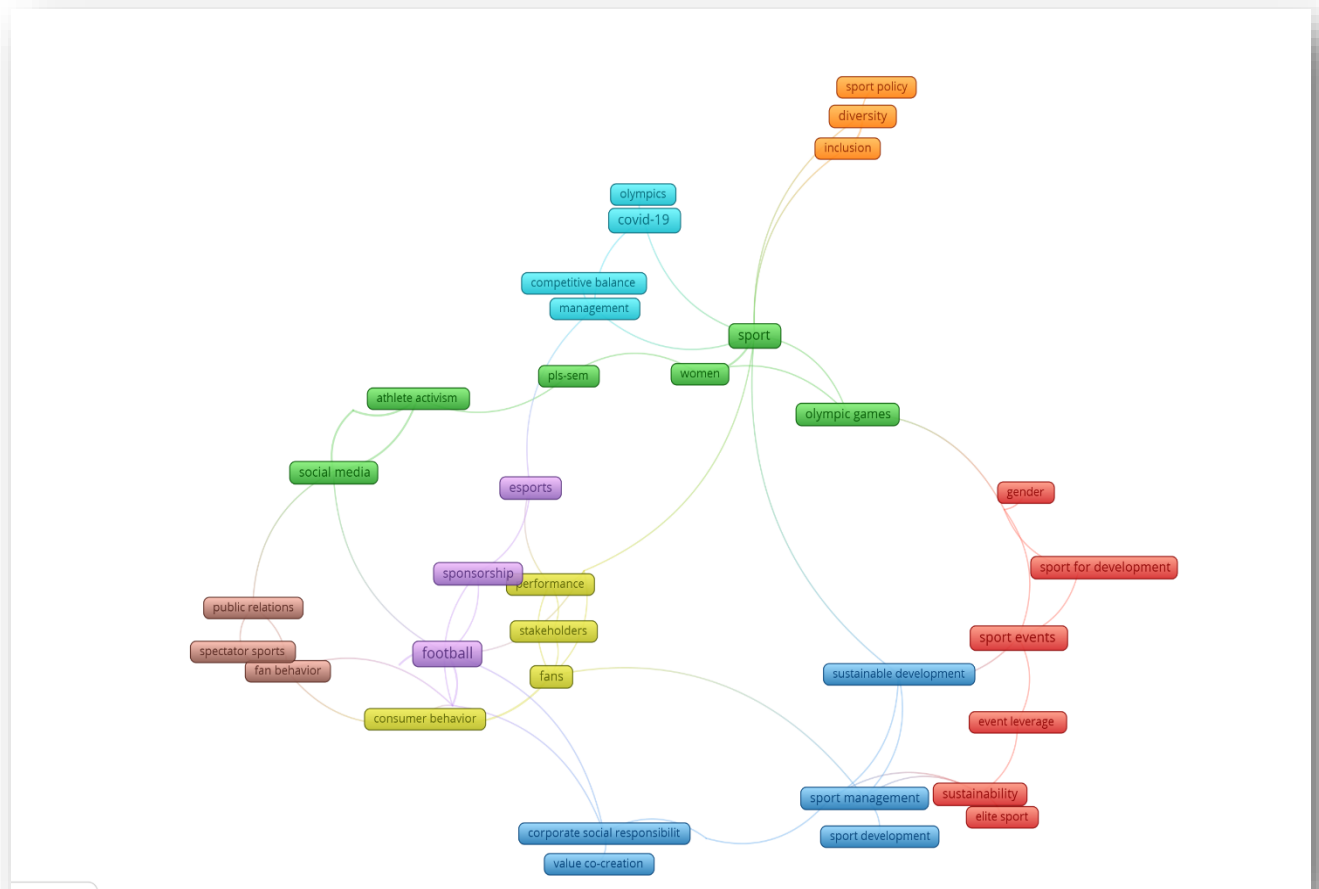 sport policy
diversity
inclusion
olympics
covid-19
competitive balance
management
sport
women
pls-sem
athlete activism
olympic games
social media
esports
gender
sponsorship
performance
sport for development
public relations
stakeholders
sport events
spectator sports
football
fan behavior
fans
sustainable development
consumer behavior
event leverage
sport management
sustainability
elite sport
corporate social responsibilit
sport development
value co-creation